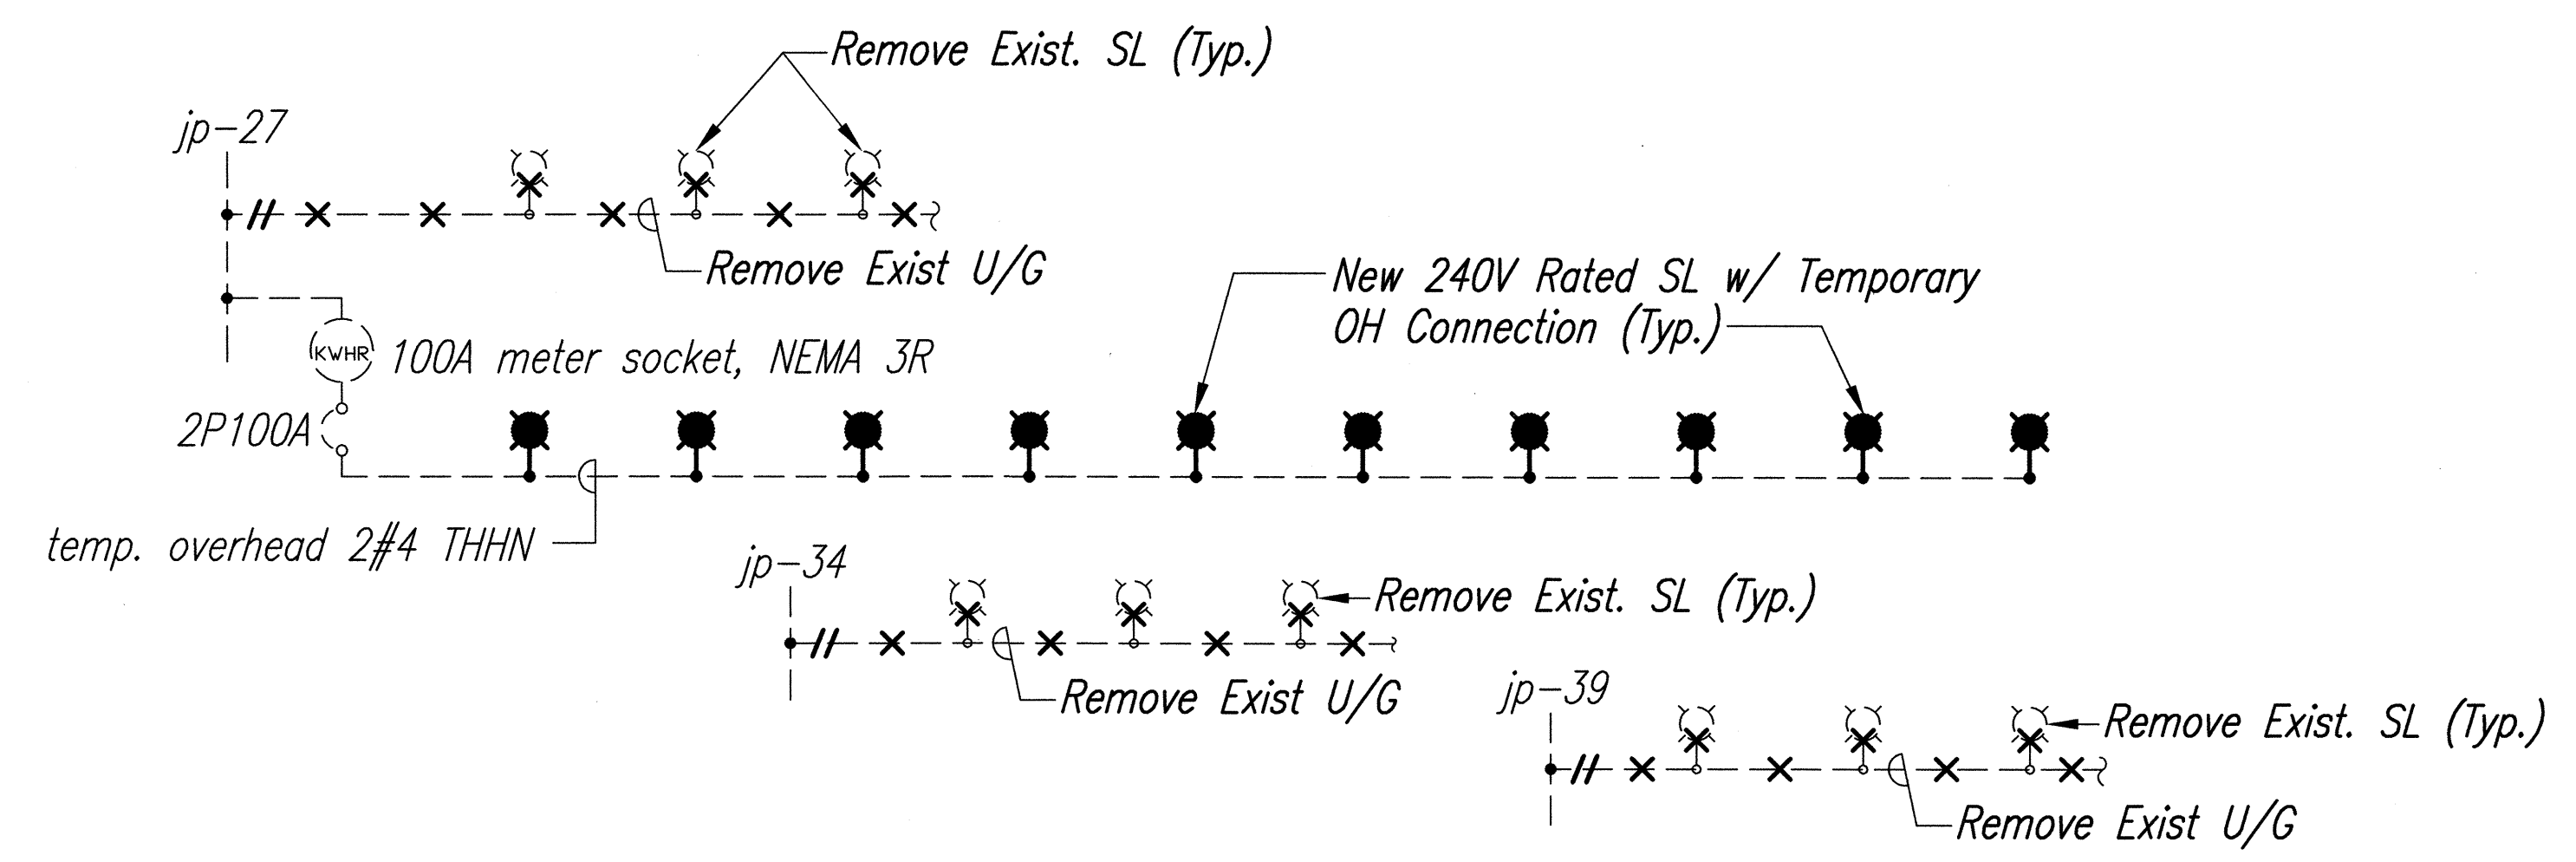 Remove Exist. SL (Typ.)
jp-27
Remove Exist U/G
New 240V Rated SL w/ Temporary
OH Connection (Typ.)
KWHR
100A meter socket, NEMA 3R
2P100A
temp. overhead 2#4 THHN
jp-34
Remove Exist. SL (Typ.)
Remove Exist U/G
jp-39
Remove Exist. SL (Typ.)
Remove Exist U/G